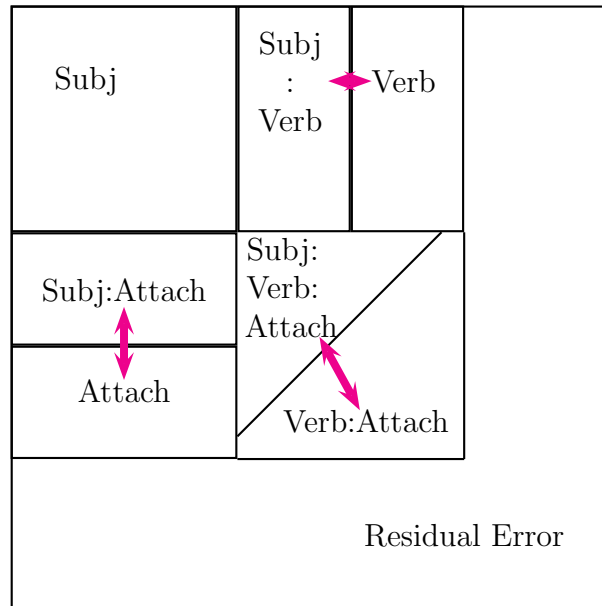 Subj
Subj
:
Verb
Verb
Subj:Attach
Attach
Subj:
Verb:
Attach
Verb:Attach
Residual Error